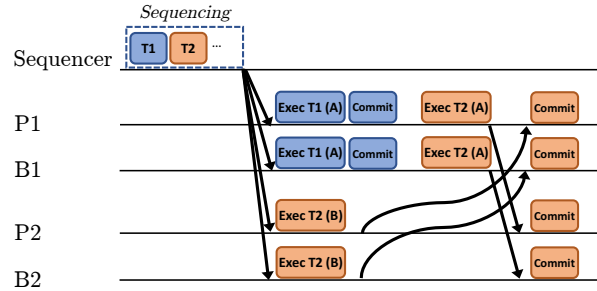 Sequencing
T1 T2 ...
Sequencer
Exec T1 (A) Commit Exec T2 (A) Commit
P1
Exec T1 (A) Commit Exec T2 (A) Commit
B1
Exec T2 (B) Commit
P2
Exec T2 (B) Commit
B2